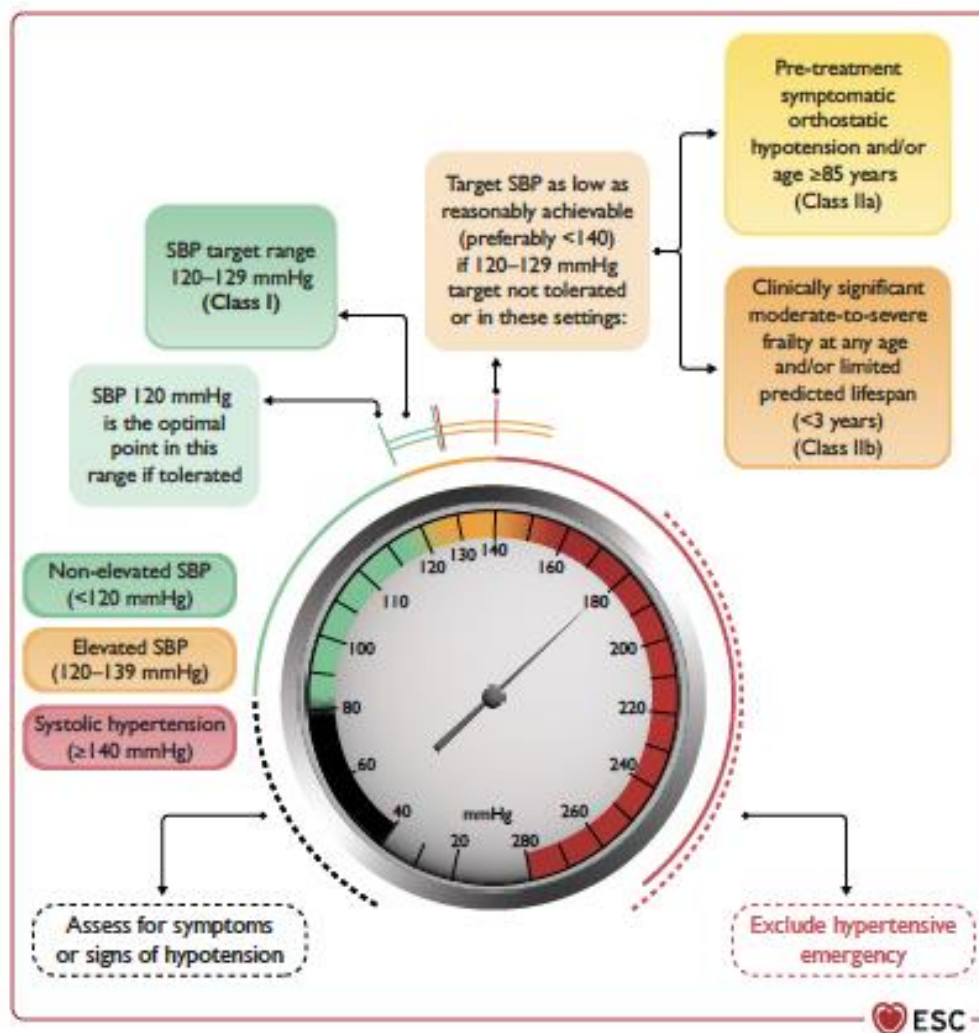 Pre-treatment
symptomatic
orthostatic
hypotension and/or
age ≥85 years
(Class IIa)
Target SBP as low as
reasonably achievable
(preferably <140)
if 120–129 mmHg
target not tolerated
or in these settings:
SBP target range
120–129 mmHg
(Class I)
Clinically significant
moderate-to-severe
frailty at any age
and/or limited
predicted lifespan
(<3 years)
(Class IIb)
SBP 120 mmHg
is the optimal
point in this
range if tolerated
Non-elevated SBP
(<120 mmHg)
Elevated SBP
(120–139 mmHg)
Systolic hypertension
(≥140 mmHg)
20
40
60
80
100
110
120
130
140
160
180
200
220
240
260
280
mmHg
Assess for symptoms
or signs of hypotension
Exclude hypertensive
emergency
ESC